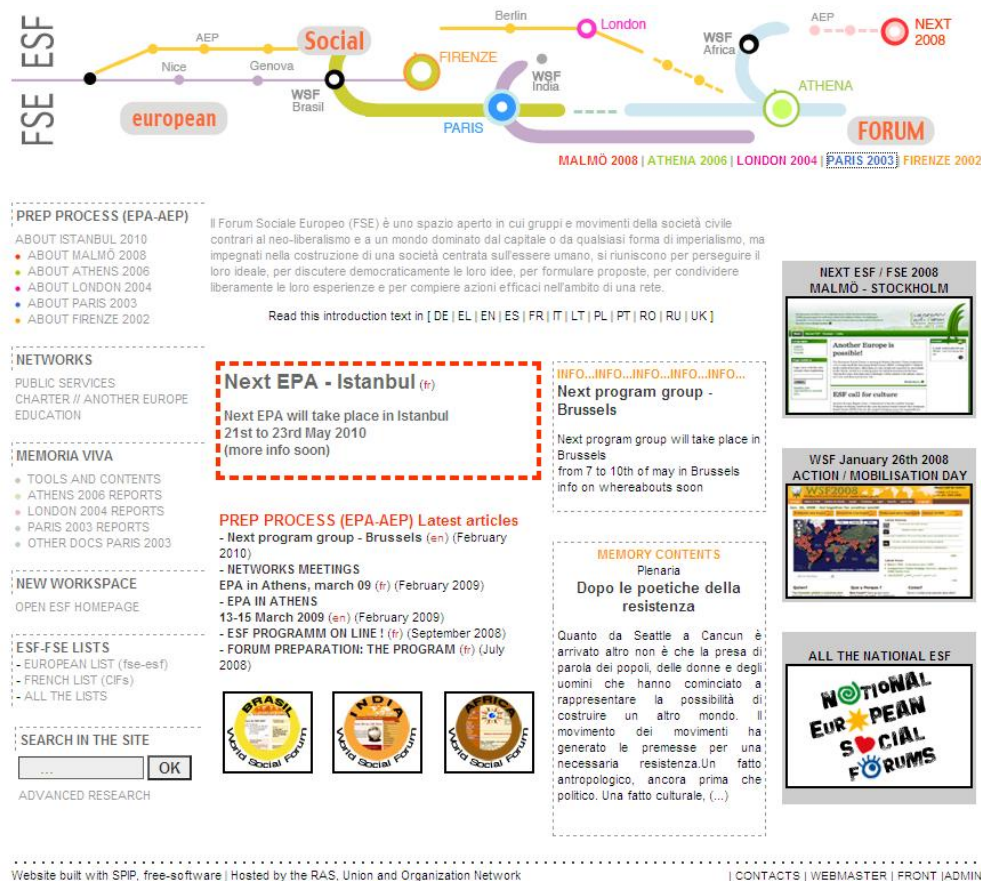 ESF
FSE
AEP
Nice
Genova
Social
european
WSF
Brasil
FIRENZE
PARIS
Berlin
London
WSF
India
WSF
Africa
AEP
NEXT
2008
ATHENA
FORUM
MALMÖ 2008 | ATHENA 2006 | LONDON 2004 | PARIS 2003 | FIRENZE 2002
PREP PROCESS (EPA-AEP)
ABOUT ISTANBUL 2010
ABOUT MALMÖ 2008
ABOUT ATHENS 2006
ABOUT LONDON 2004
ABOUT PARIS 2003
ABOUT FIRENZE 2002
NETWORKS
PUBLIC SERVICES
CHARTER // ANOTHER EUROPE
EDUCATION
MEMORIA VIVA
TOOLS AND CONTENTS
ATHENS 2006 REPORTS
LONDON 2004 REPORTS
PARIS 2003 REPORTS
OTHER DOCS PARIS 2003
NEW WORKSPACE
OPEN ESF HOMEPAGE
ESF-FSE LISTS
- EUROPEAN LIST (fse-esf)
- FRENCH LIST (CIFs)
- ALL THE LISTS
SEARCH IN THE SITE
... OK
ADVANCED RESEARCH
Il Forum Sociale Europeo (FSE) è uno spazio aperto in cui gruppi e movimenti della società civile
contrari al neo-liberalismo e a un mondo dominato dal capitale o da qualsiasi forma di imperialismo, ma
impegnati nella costruzione di una società centrata sull'essere umano, si riuniscono per perseguire il
loro ideale, per discutere democraticamente le loro idee, per formulare proposte, per condividere
liberamente le loro esperienze e per compiere azioni efficaci nell'ambito di una rete.
Read this introduction text in [ DE | EL | EN | ES | FR | IT | LT | PL | PT | RO | RU | UK ]
Next EPA - Istanbul (fr)
Next EPA will take place in Istanbul
21st to 23rd May 2010
(more info soon)
PREP PROCESS (EPA-AEP) Latest articles
- Next program group - Brussels (en) (February
2010)
- NETWORKS MEETINGS
EPA in Athens, march 09 (fr) (February 2009)
- EPA IN ATHENS
13-15 March 2009 (en) (February 2009)
- ESF PROGRAMM ON LINE ! (fr) (September 2008)
- FORUM PREPARATION: THE PROGRAM (fr) (July
2008)
BRASIL
World Social Forum
INDIA
World Social Forum
AFRICA
World Social Forum
INFO...INFO...INFO...INFO...INFO...
Next program group -
Brussels
Next program group will take place in
Brussels
from 7 to 10th of may in Brussels
info on whereabouts soon
MEMORY CONTENTS
Plenaria
Dopo le poetiche della
resistenza
Quanto da Seattle a Cancun è
arrivato altro non è che la presa di
parola dei popoli, delle donne e degli
uomini che hanno cominciato a
rappresentare la possibilità di
costruire un altro mondo. Il
movimento dei movimenti ha
generato le premesse per una
necessaria resistenza.Un fatto
antropologico, ancora prima che
politico. Una fatto culturale, (...)
NEXT ESF / FSE 2008
MALMÖ - STOCKHOLM
Another Europe is
possible!
ESF call for culture
WSF January 26th 2008
ACTION / MOBILISATION DAY
WSF2008
ALL THE NATIONAL ESF
NATIONAL
EUROPEAN
SOCIAL
FORUMS
Website built with SPIP, free-software | Hosted by the RAS, Union and Organization Network
| CONTACTS | WEBMASTER | FRONT |ADMIN